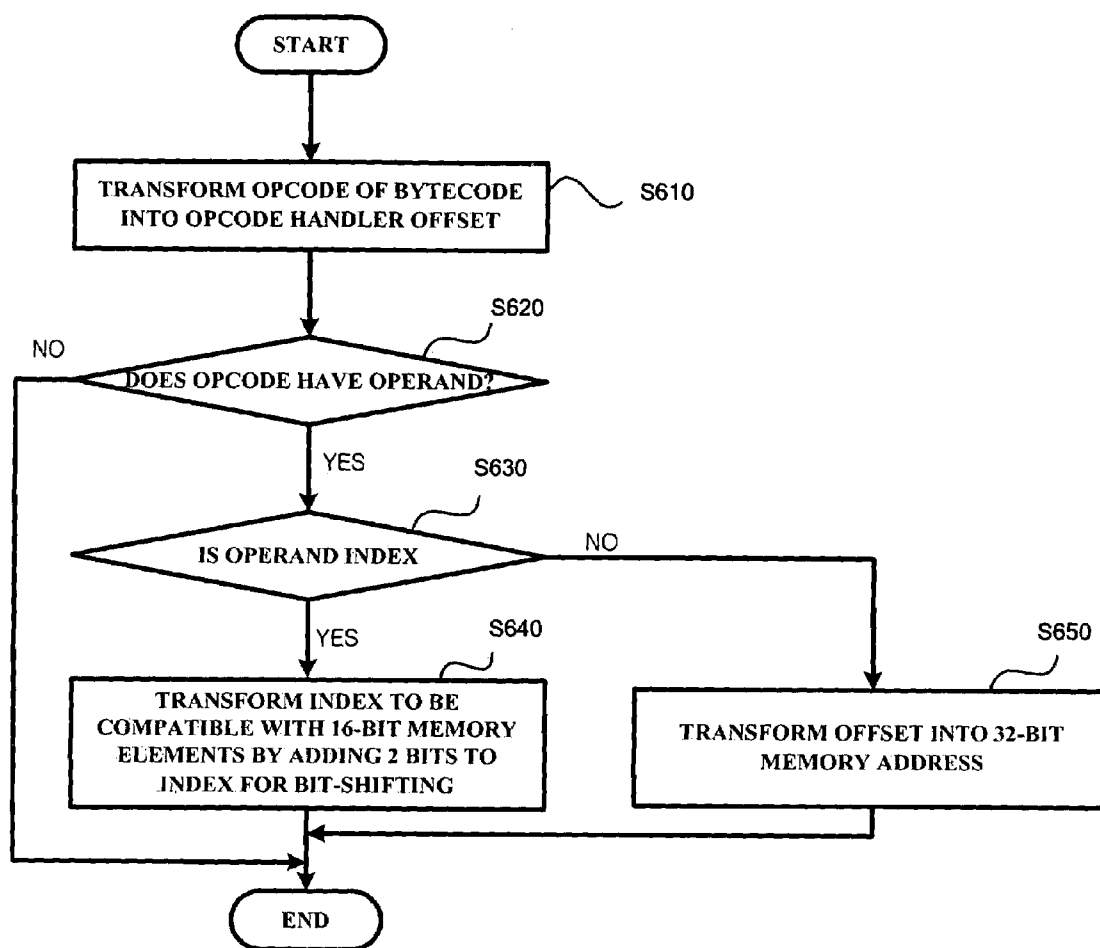 START
TRANSFORM OPCODE OF BYTECODE
INTO OPCODE HANDLER OFFSET
S610
S620
NO
DOES OPCODE HAVE OPERAND?
YES
S630
IS OPERAND INDEX
NO
YES
S640
S650
TRANSFORM INDEX TO BE
COMPATIBLE WITH 16-BIT MEMORY
ELEMENTS BY ADDING 2 BITS TO
INDEX FOR BIT-SHIFTING
TRANSFORM OFFSET INTO 32-BIT
MEMORY ADDRESS
END